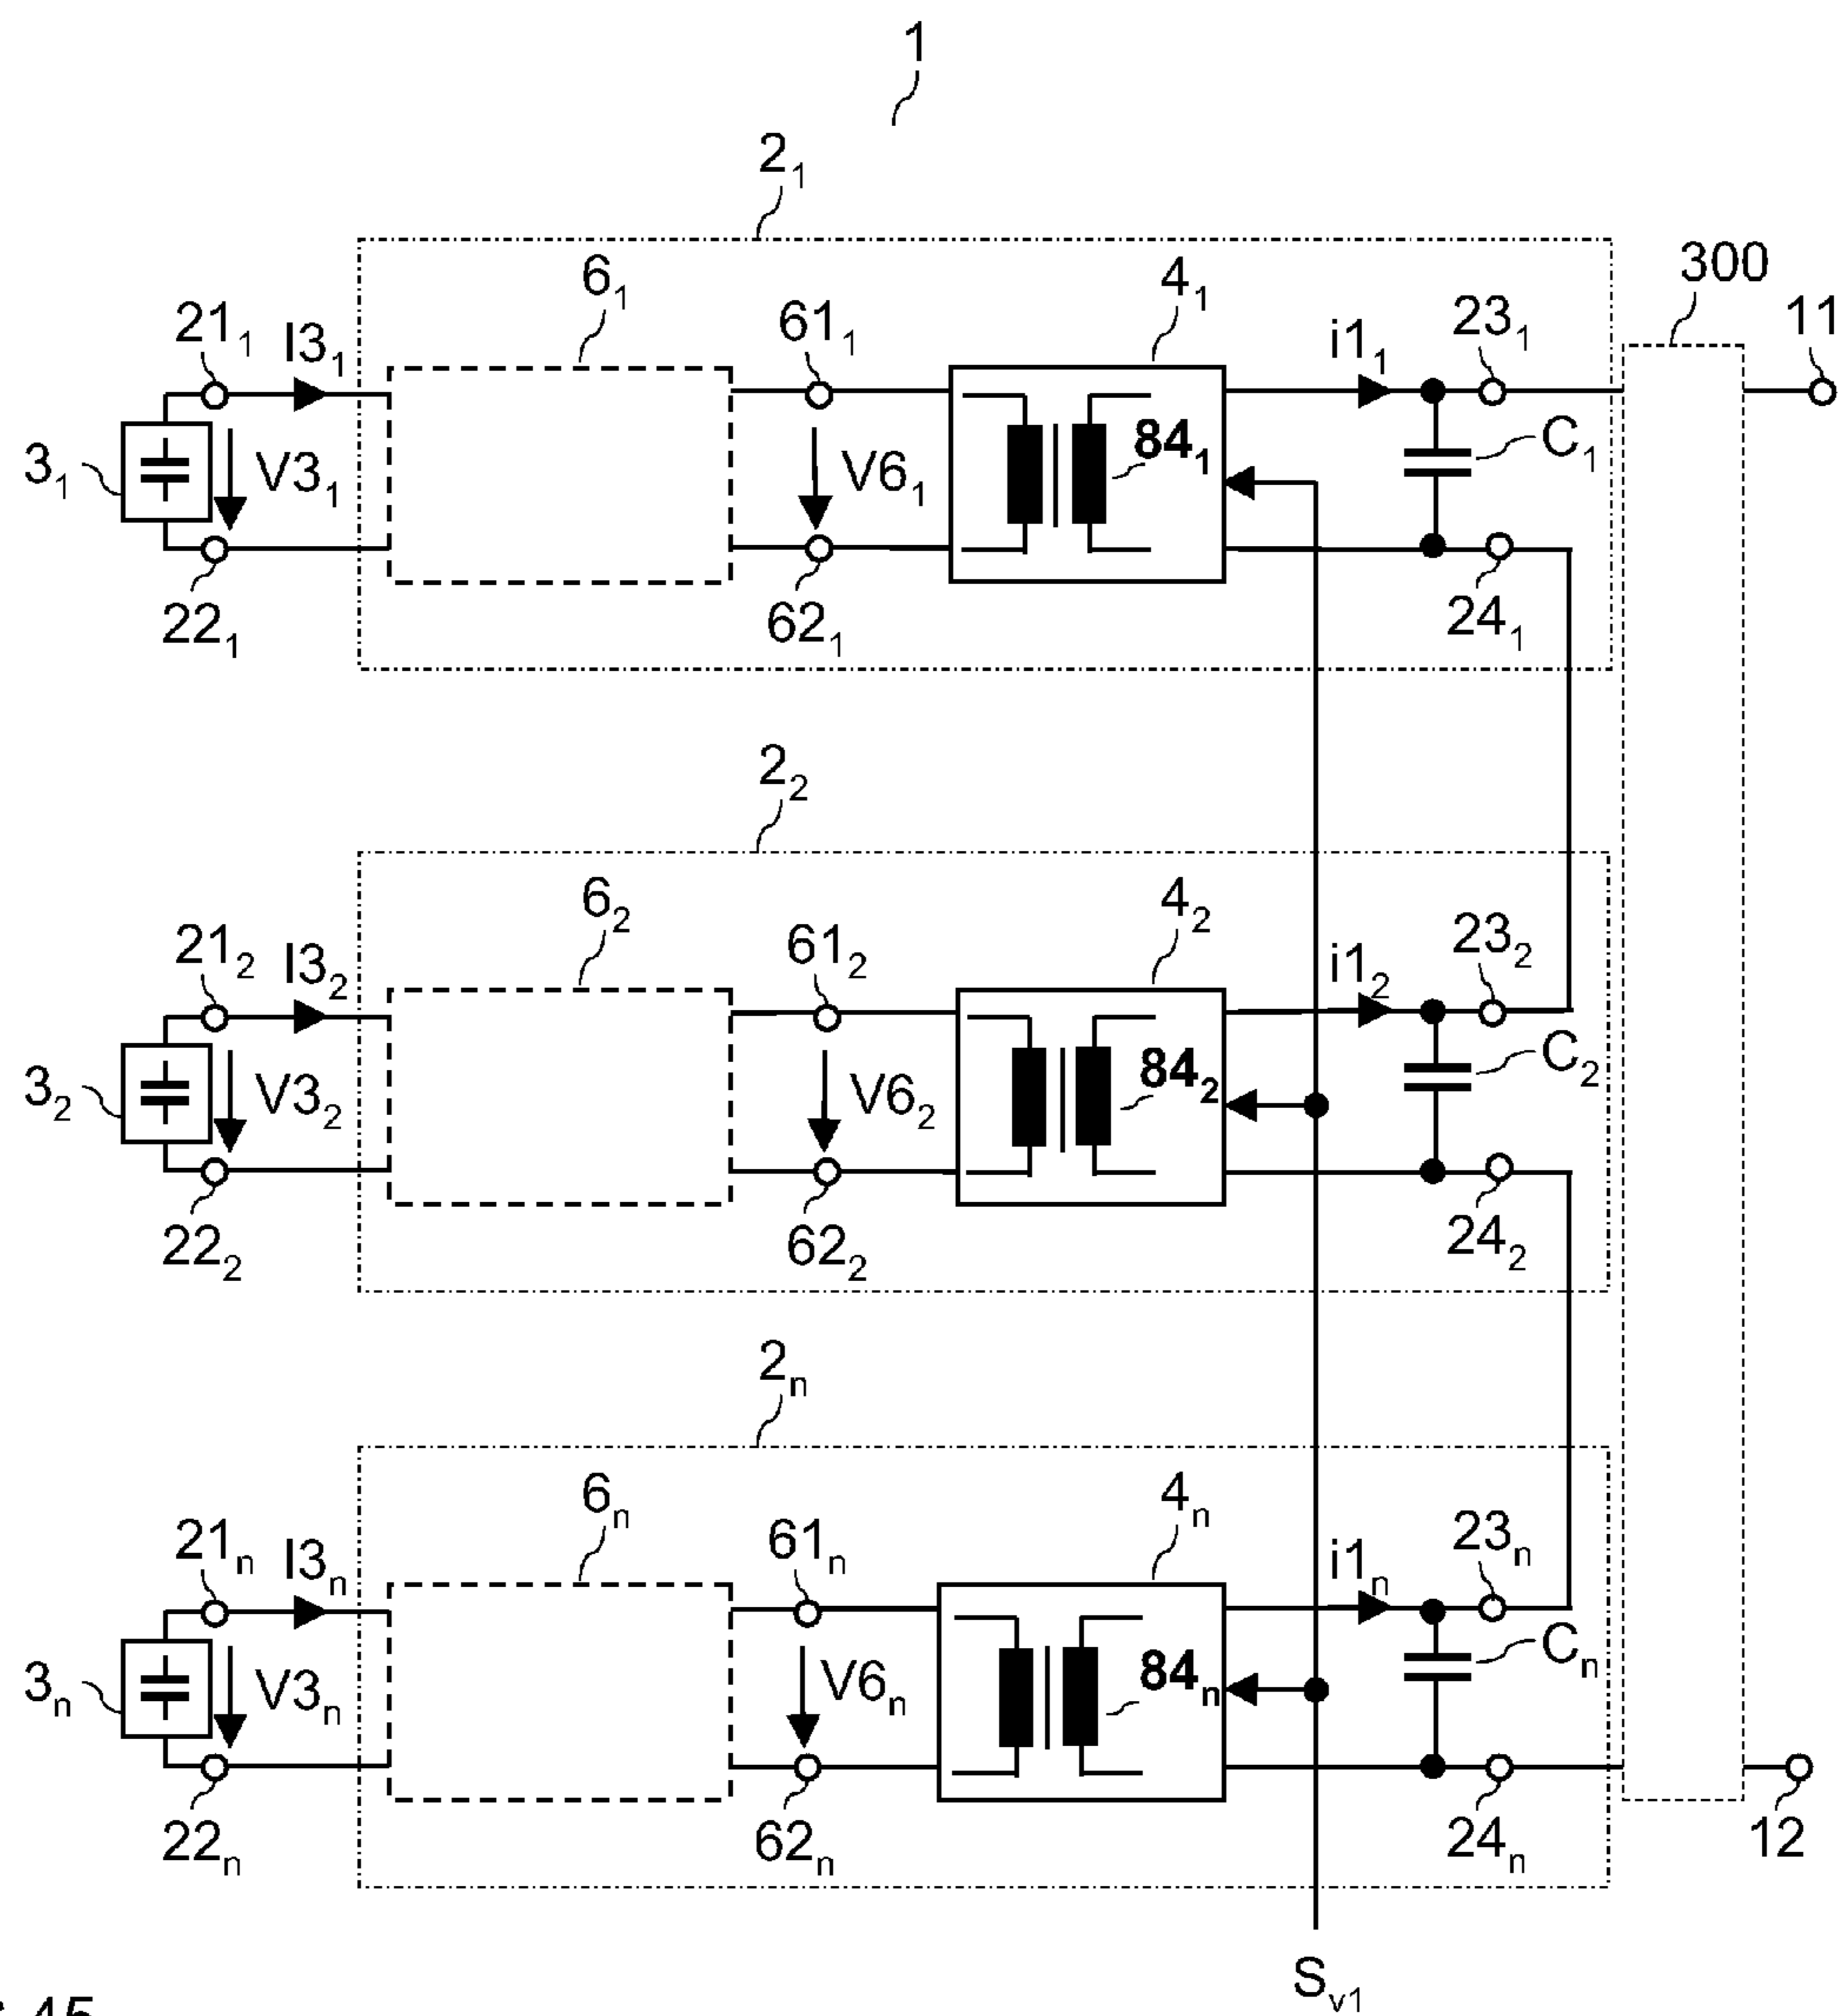 1
2₁
300
6₁
4₁
21₁
I3₁
61₁
i1₁
23₁
11
3₁
V3₁
V6₁
84₁
C₁
22₁
62₁
24₁
2₂
6₂
4₂
21₂
I3₂
61₂
i1₂
23₂
3₂
V3₂
V6₂
84₂
C₂
22₂
62₂
24₂
2ₙ
6ₙ
4ₙ
21ₙ
I3ₙ
61ₙ
i1ₙ
23ₙ
3ₙ
V3ₙ
V6ₙ
84ₙ
Cₙ
22ₙ
62ₙ
24ₙ
12
Sᵥ₁
45